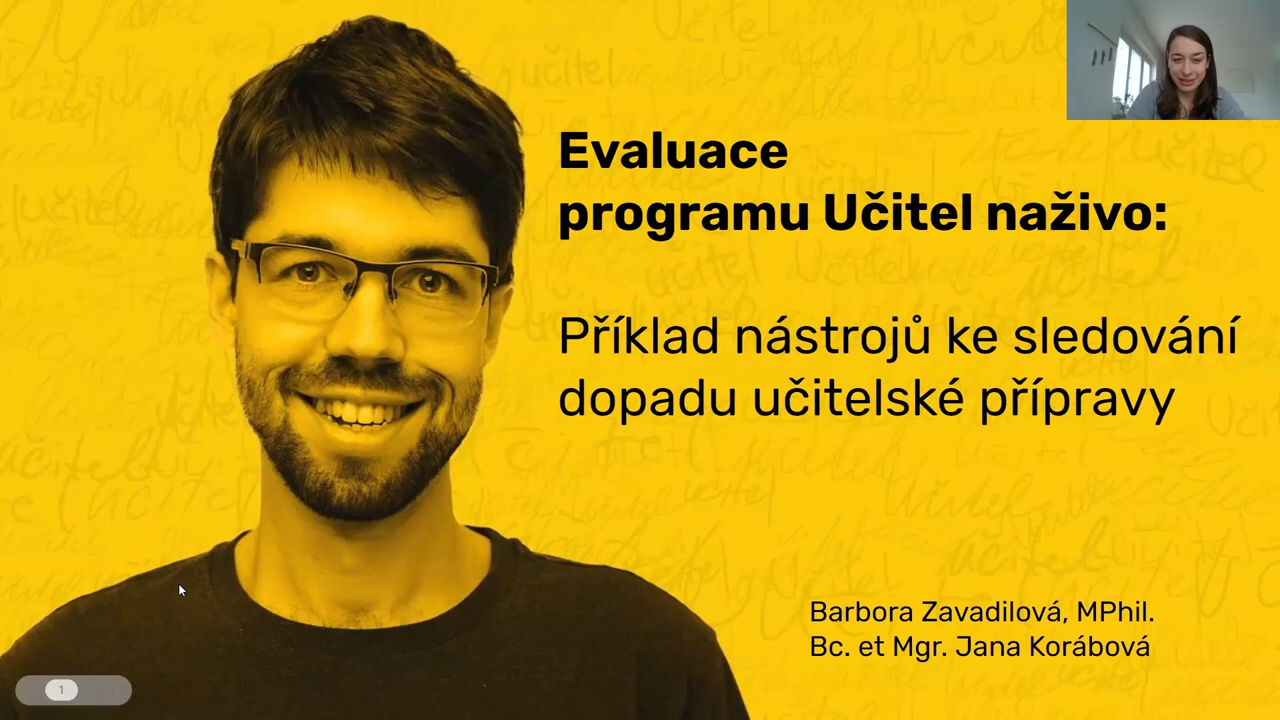 Evaluace
programu Učitel naživo:
Příklad nástrojů ke sledování
dopadu učitelské přípravy
Barbora Zavadilová, MPhil.
Bc. et Mgr. Jana Korábová
1